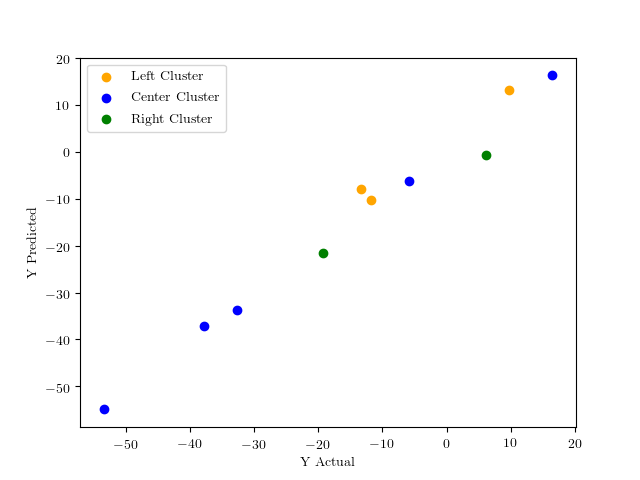 20
10
0
−10
−20
−30
−40
−50
Y Predicted
Left Cluster
Center Cluster
Right Cluster
−50 −40 −30 −20 −10 0 10 20
Y Actual